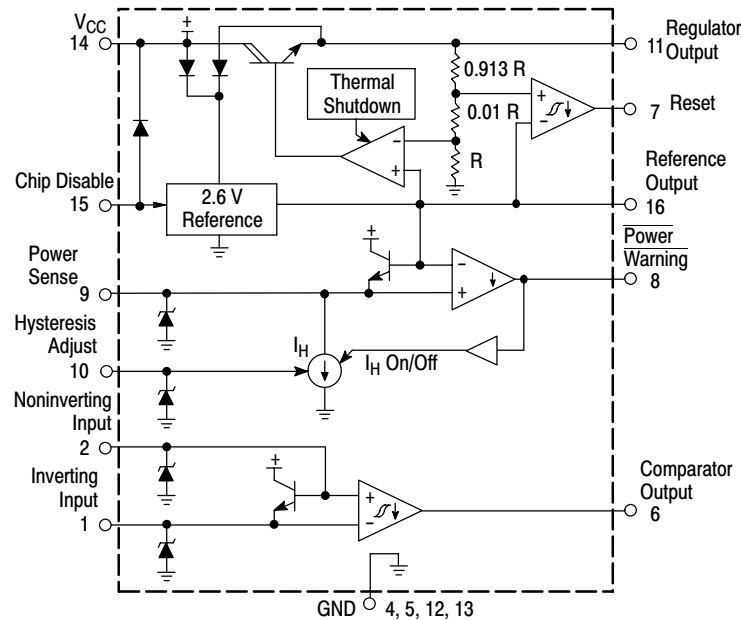 VCC
14
+
Thermal
Shutdown
0.913 R
0.01 R
R
+
−
11
Regulator
Output
7
Reset
−
+
Chip Disable
15
2.6 V
Reference
Reference
Output
16
Power
Sense
9
+
−
+
Power
Warning
8
Hysteresis
Adjust
10
IH
IH On/Off
Noninverting
Input
2
Inverting
Input
1
+
+
−
Comparator
Output
6
GND
4, 5, 12, 13